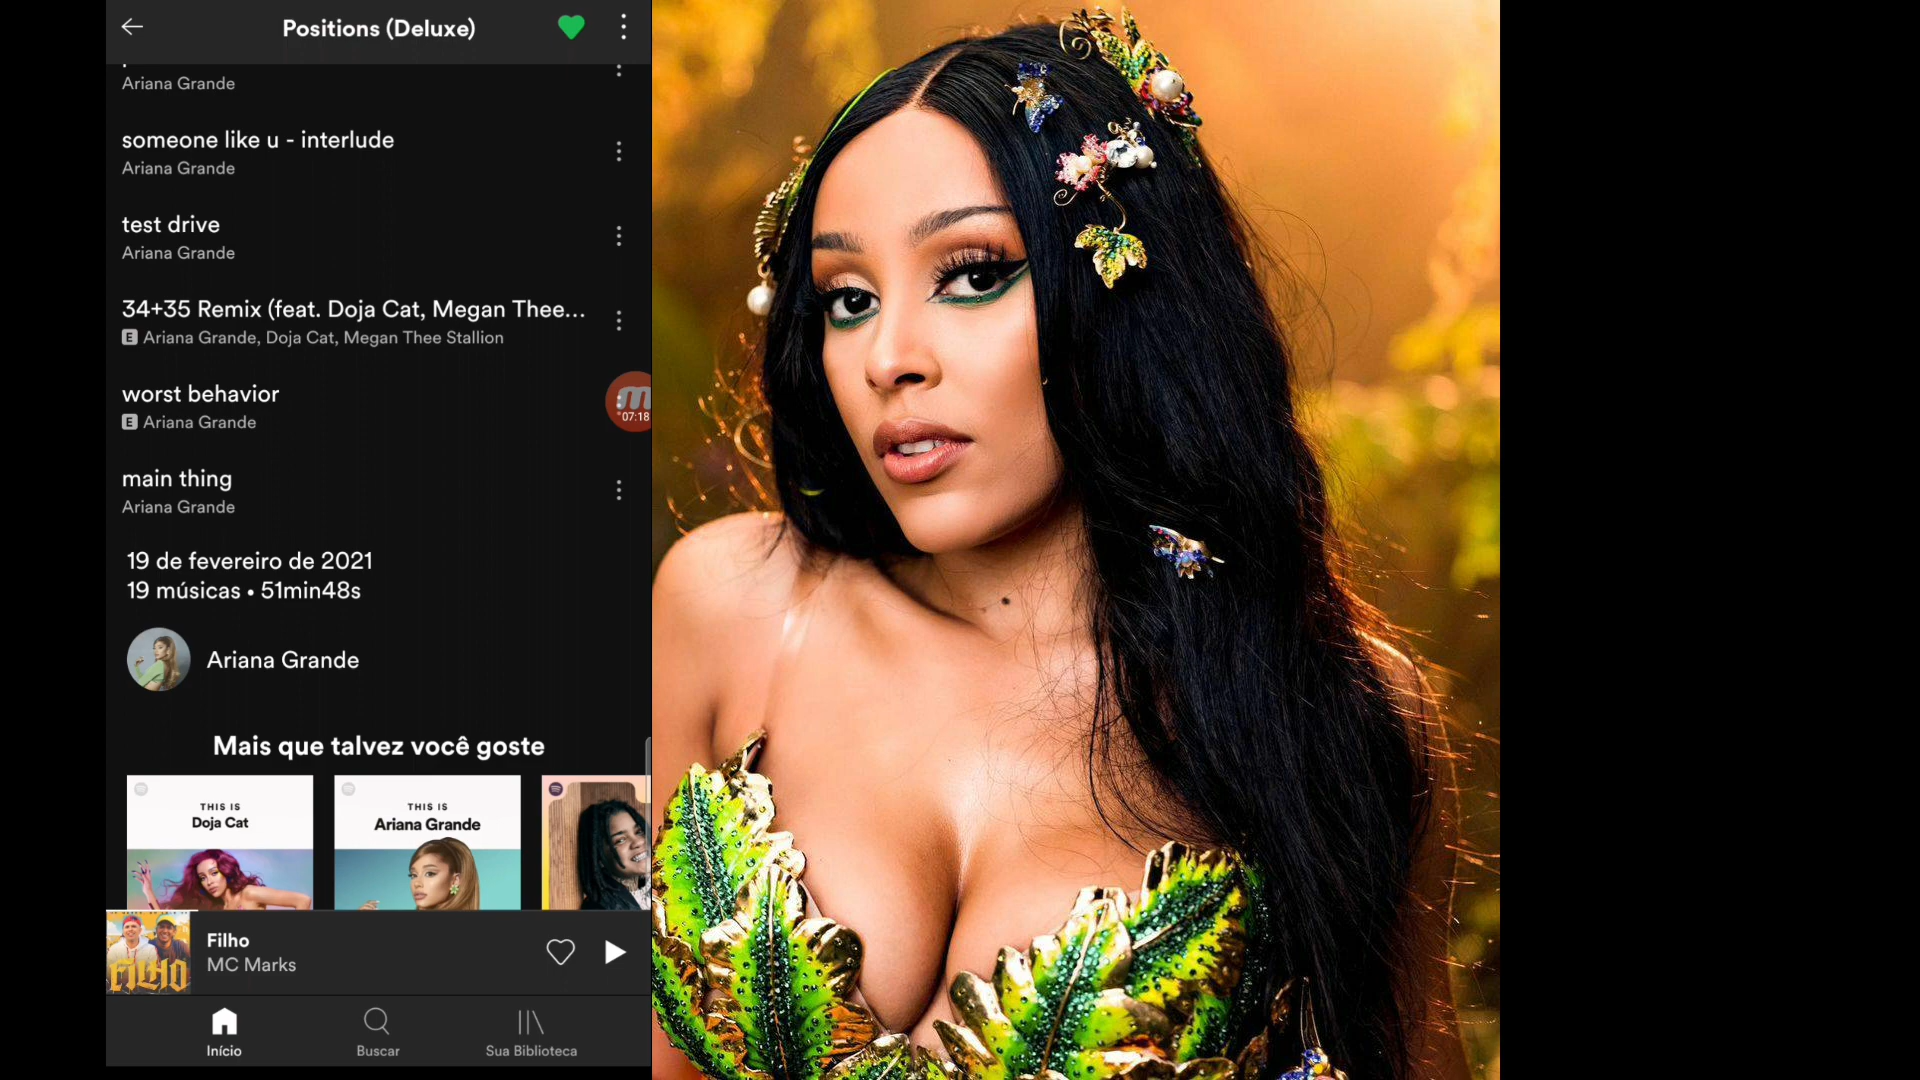 Positions (Deluxe)
Ariana Grande
someone like u - interlude
Ariana Grande
test drive
Ariana Grande
34+35 Remix (feat. Doja Cat, Megan Thee...
E Ariana Grande, Doja Cat, Megan Thee Stallion
worst behavior
E Ariana Grande
07:18
main thing
Ariana Grande
19 de fevereiro de 2021
19 músicas • 51min48s
Ariana Grande
Mais que talvez você goste
THIS IS
Doja Cat
THIS IS
Ariana Grande
FILHO
Filho
MC Marks
Início
Buscar
Sua Biblioteca